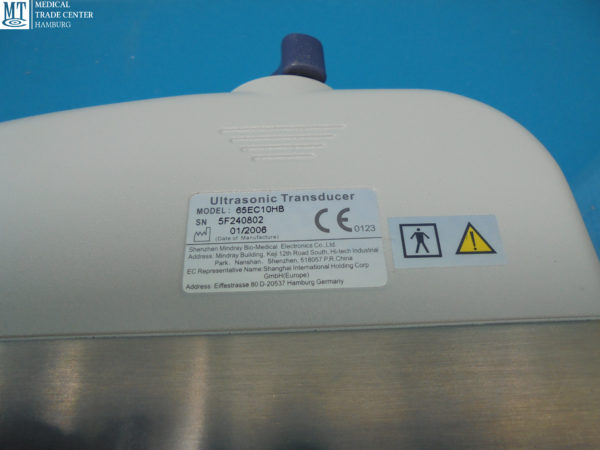 MT
MEDICAL
TRADE CENTER
HAMBURG
Ultrasonic Transducer
MODEL : 65EC10HB
SN 5F240802
01/2006
(Date of Manufacture)
CE 0123
Shenzhen Mindray Bio-Medical Electronics Co.,Ltd.
Address: Mindray Building, Keji 12th Road South, Hi-tech Industrial
Park, Nanshan, Shenzhen, 518057,P.R.China
EC Representative Name:Shanghai International Holding Corp
GmbH(Europe)
Address: Eiffestrasse 80 D-20537 Hamburg Germany